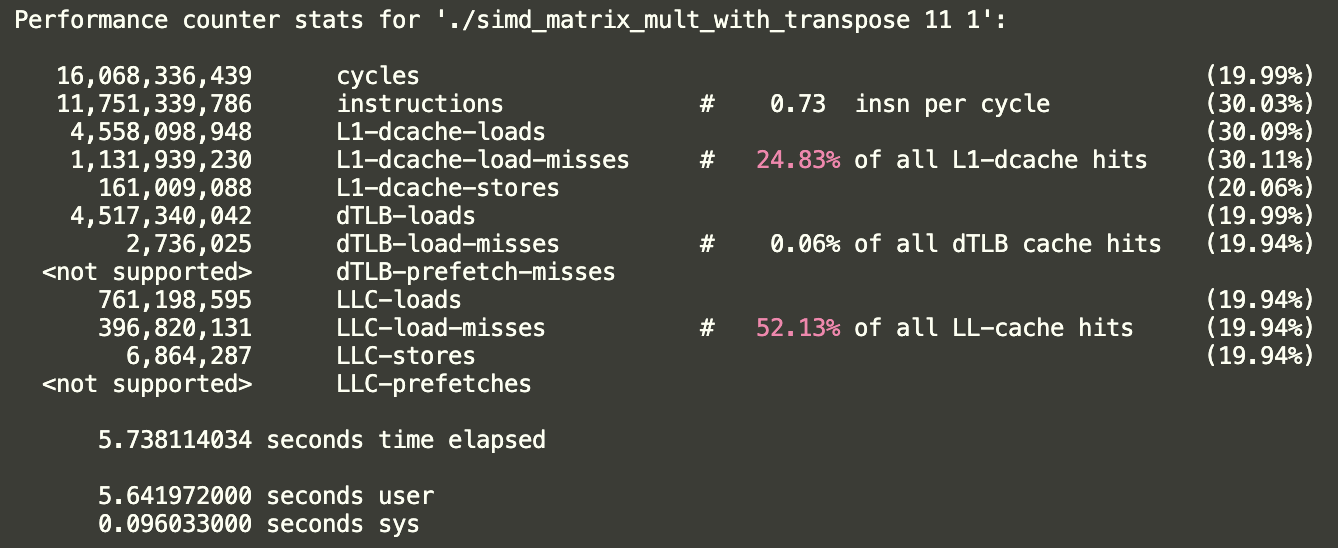 Performance counter stats for './simd_matrix_mult_with_transpose 11 1':
16,068,336,439 cycles (19.99%)
11,751,339,786 instructions # 0.73 insn per cycle (30.03%)
4,558,098,948 L1-dcache-loads (30.09%)
1,131,939,230 L1-dcache-load-misses # 24.83% of all L1-dcache hits (30.11%)
161,009,088 L1-dcache-stores (20.06%)
4,517,340,042 dTLB-loads (19.99%)
2,736,025 dTLB-load-misses # 0.06% of all dTLB cache hits (19.94%)
<not supported> dTLB-prefetch-misses
761,198,595 LLC-loads (19.94%)
396,820,131 LLC-load-misses # 52.13% of all LL-cache hits (19.94%)
6,864,287 LLC-stores (19.94%)
<not supported> LLC-prefetches
5.738114034 seconds time elapsed
5.641972000 seconds user
0.096033000 seconds sys